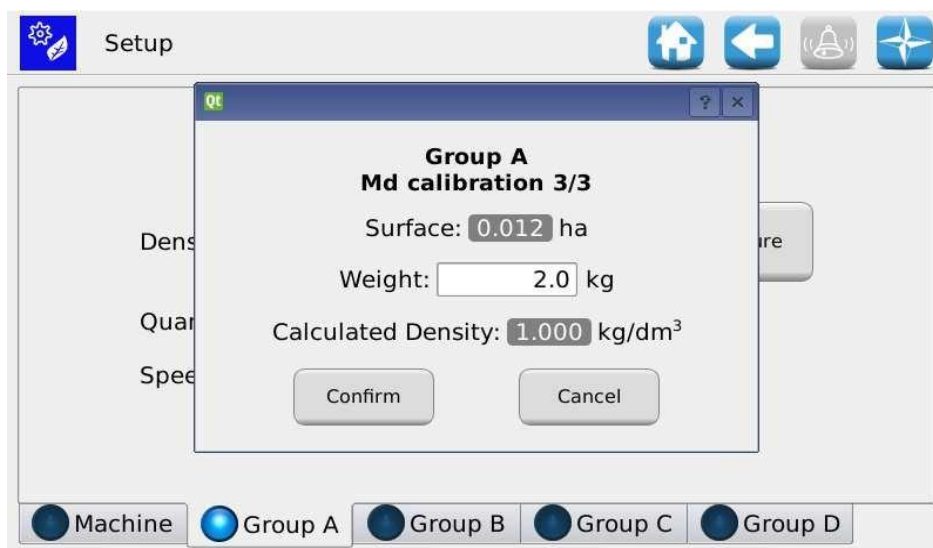 Setup
Qt
?
×
Group A
Md calibration 3/3
Surface: 0.012 ha
Dens
ure
Weight: 2.0 kg
Quar
Calculated Density: 1.000 kg/dm³
Spee
Confirm
Cancel
Machine
Group A
Group B
Group C
Group D